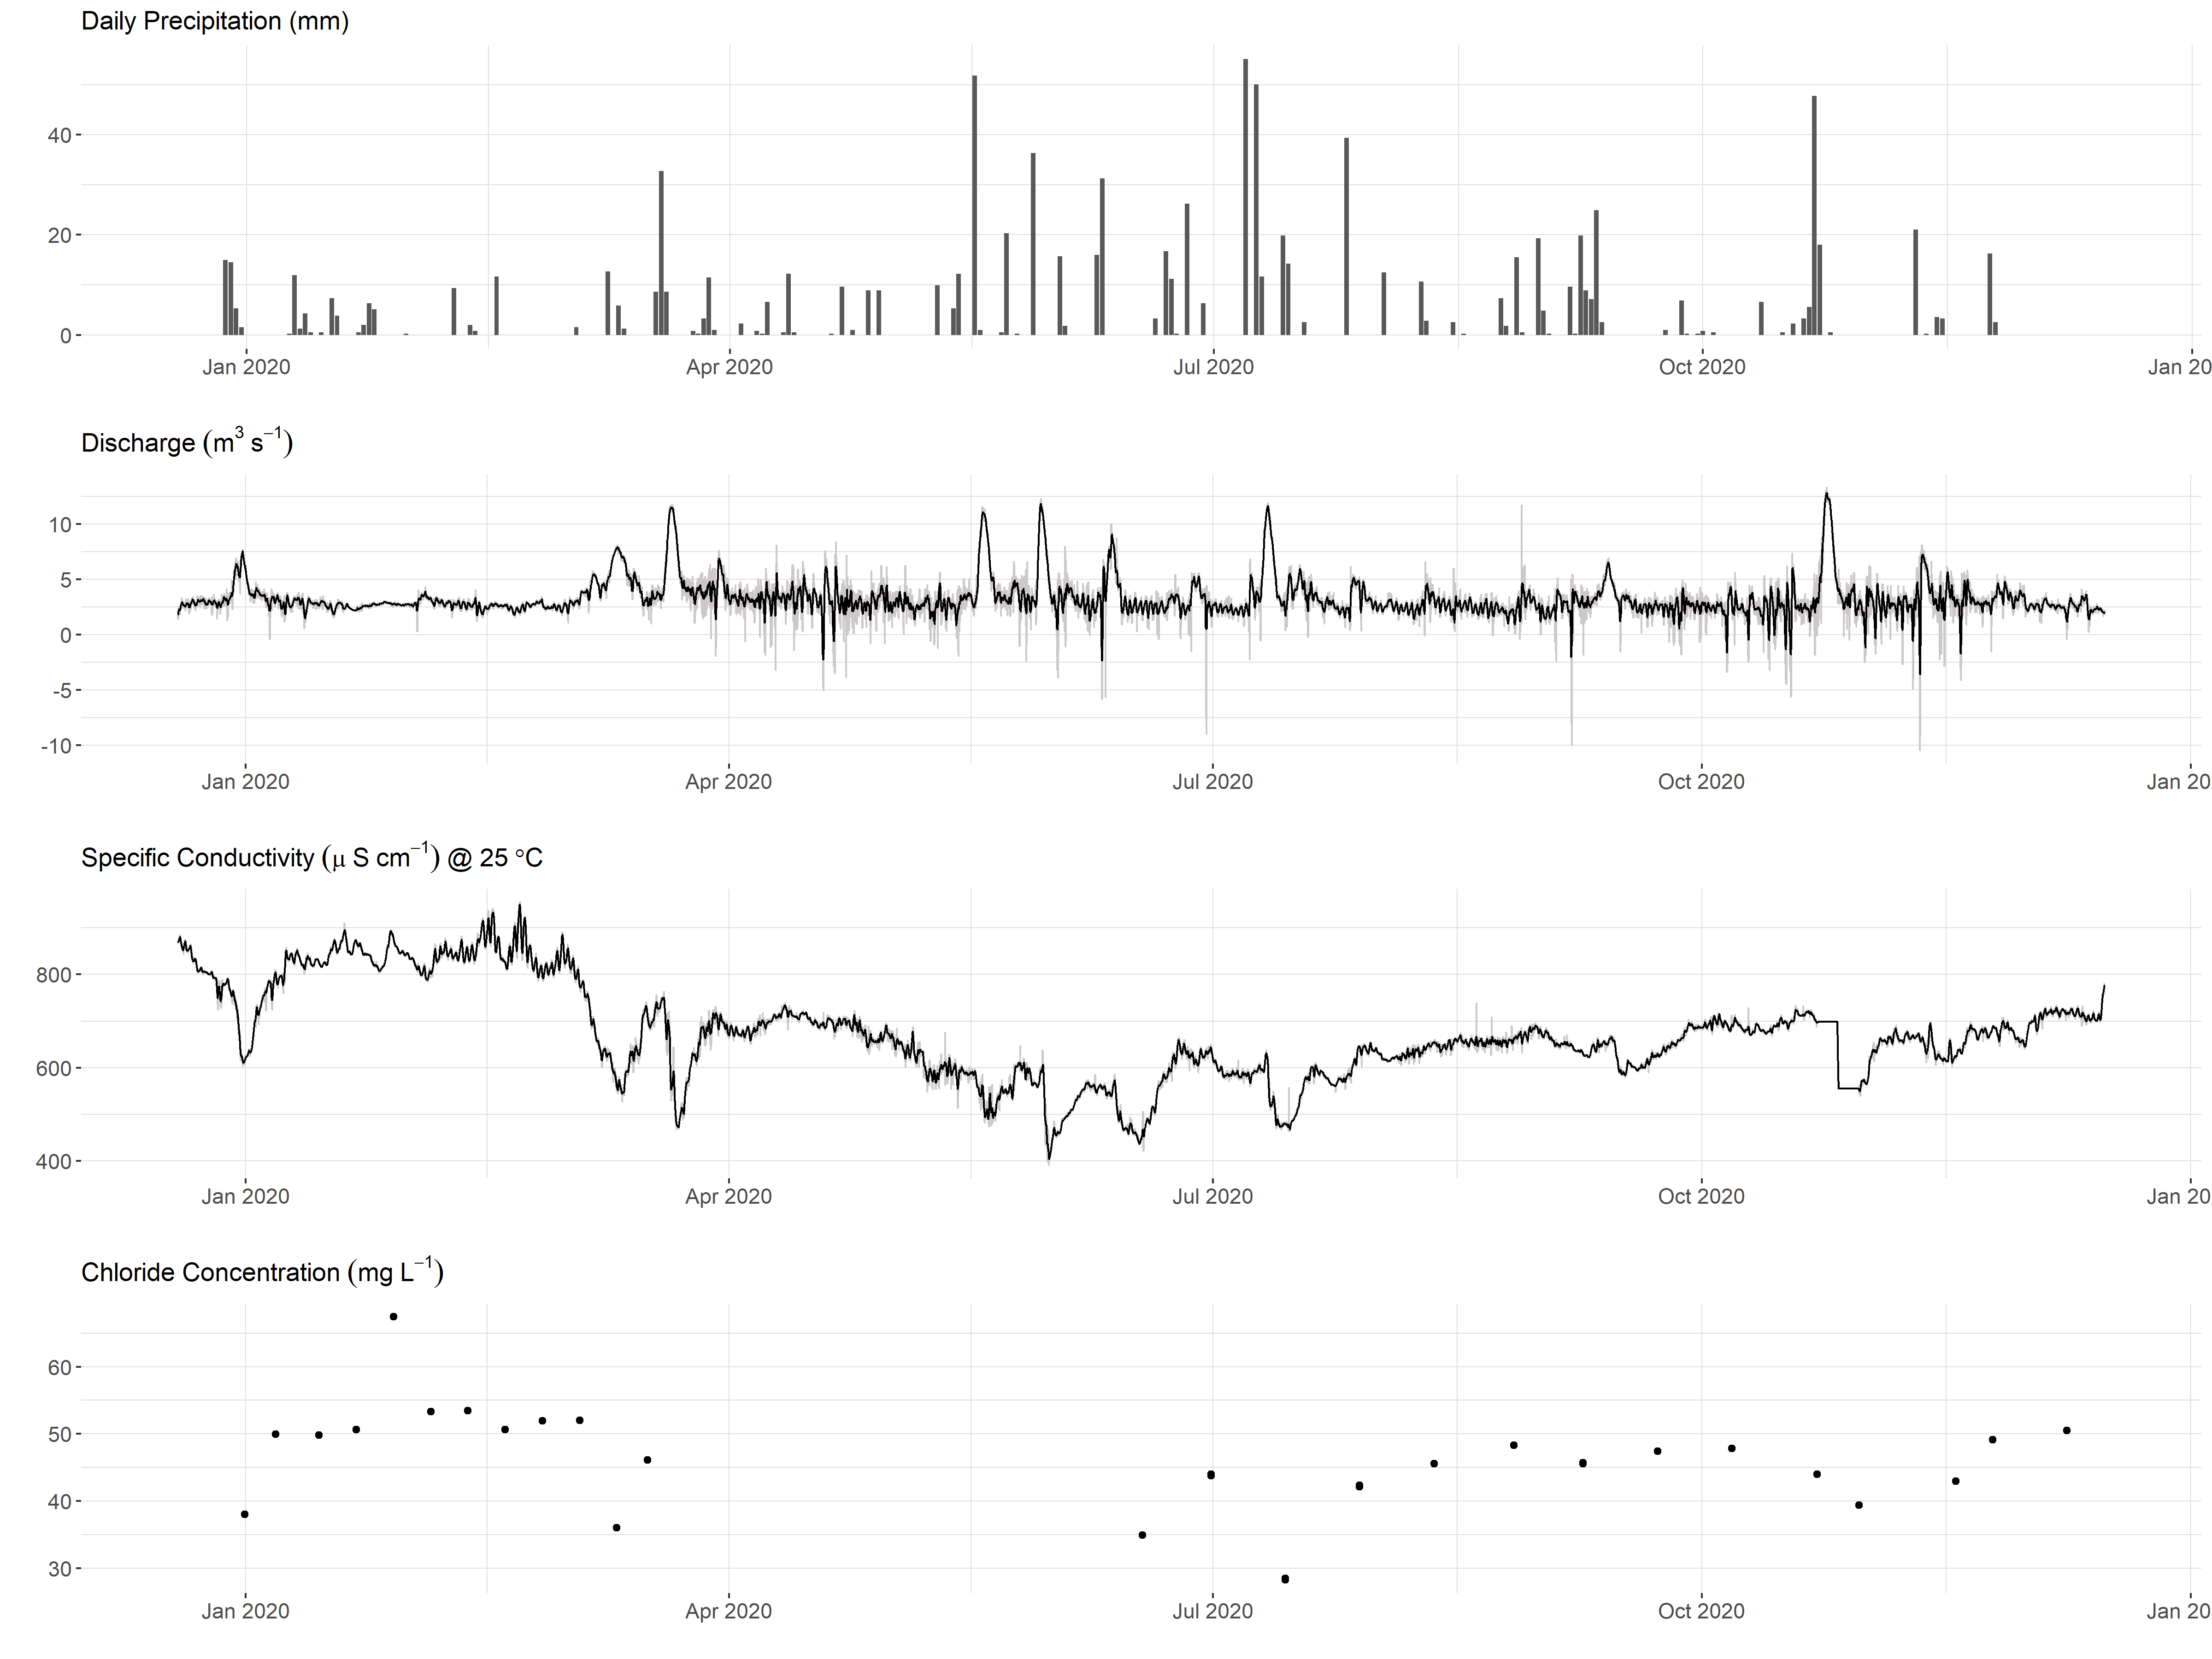 Daily Precipitation (mm)
40
20
0
Jan 2020 Apr 2020 Jul 2020 Oct 2020 Jan 20
Discharge (m³ s⁻¹)
10
5
0
-5
-10
Jan 2020 Apr 2020 Jul 2020 Oct 2020 Jan 20
Specific Conductivity (μ S cm⁻¹) @ 25 °C
800
600
400
Jan 2020 Apr 2020 Jul 2020 Oct 2020 Jan 20
Chloride Concentration (mg L⁻¹)
60
50
40
30
Jan 2020 Apr 2020 Jul 2020 Oct 2020 Jan 20